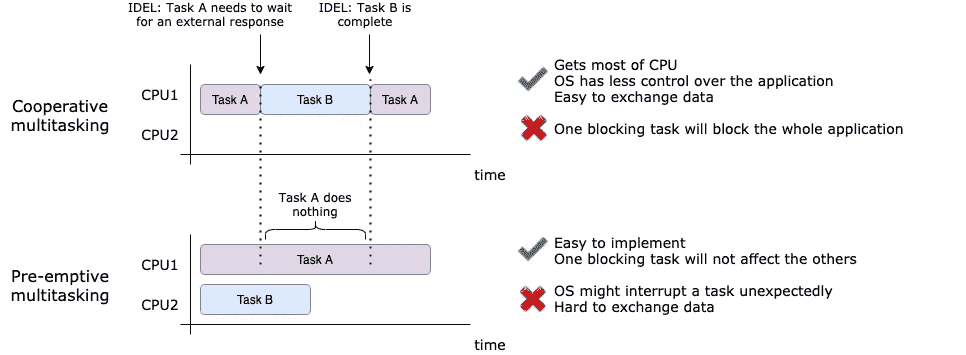 IDEL: Task A needs to wait
for an external response
IDEL: Task B is
complete
Cooperative
multitasking
CPU1
CPU2
Task A
Task B
Task A
time
Gets most of CPU
OS has less control over the application
Easy to exchange data
One blocking task will block the whole application
Task A does
nothing
Pre-emptive
multitasking
CPU1
CPU2
Task A
Task B
time
Easy to implement
One blocking task will not affect the others
OS might interrupt a task unexpectedly
Hard to exchange data